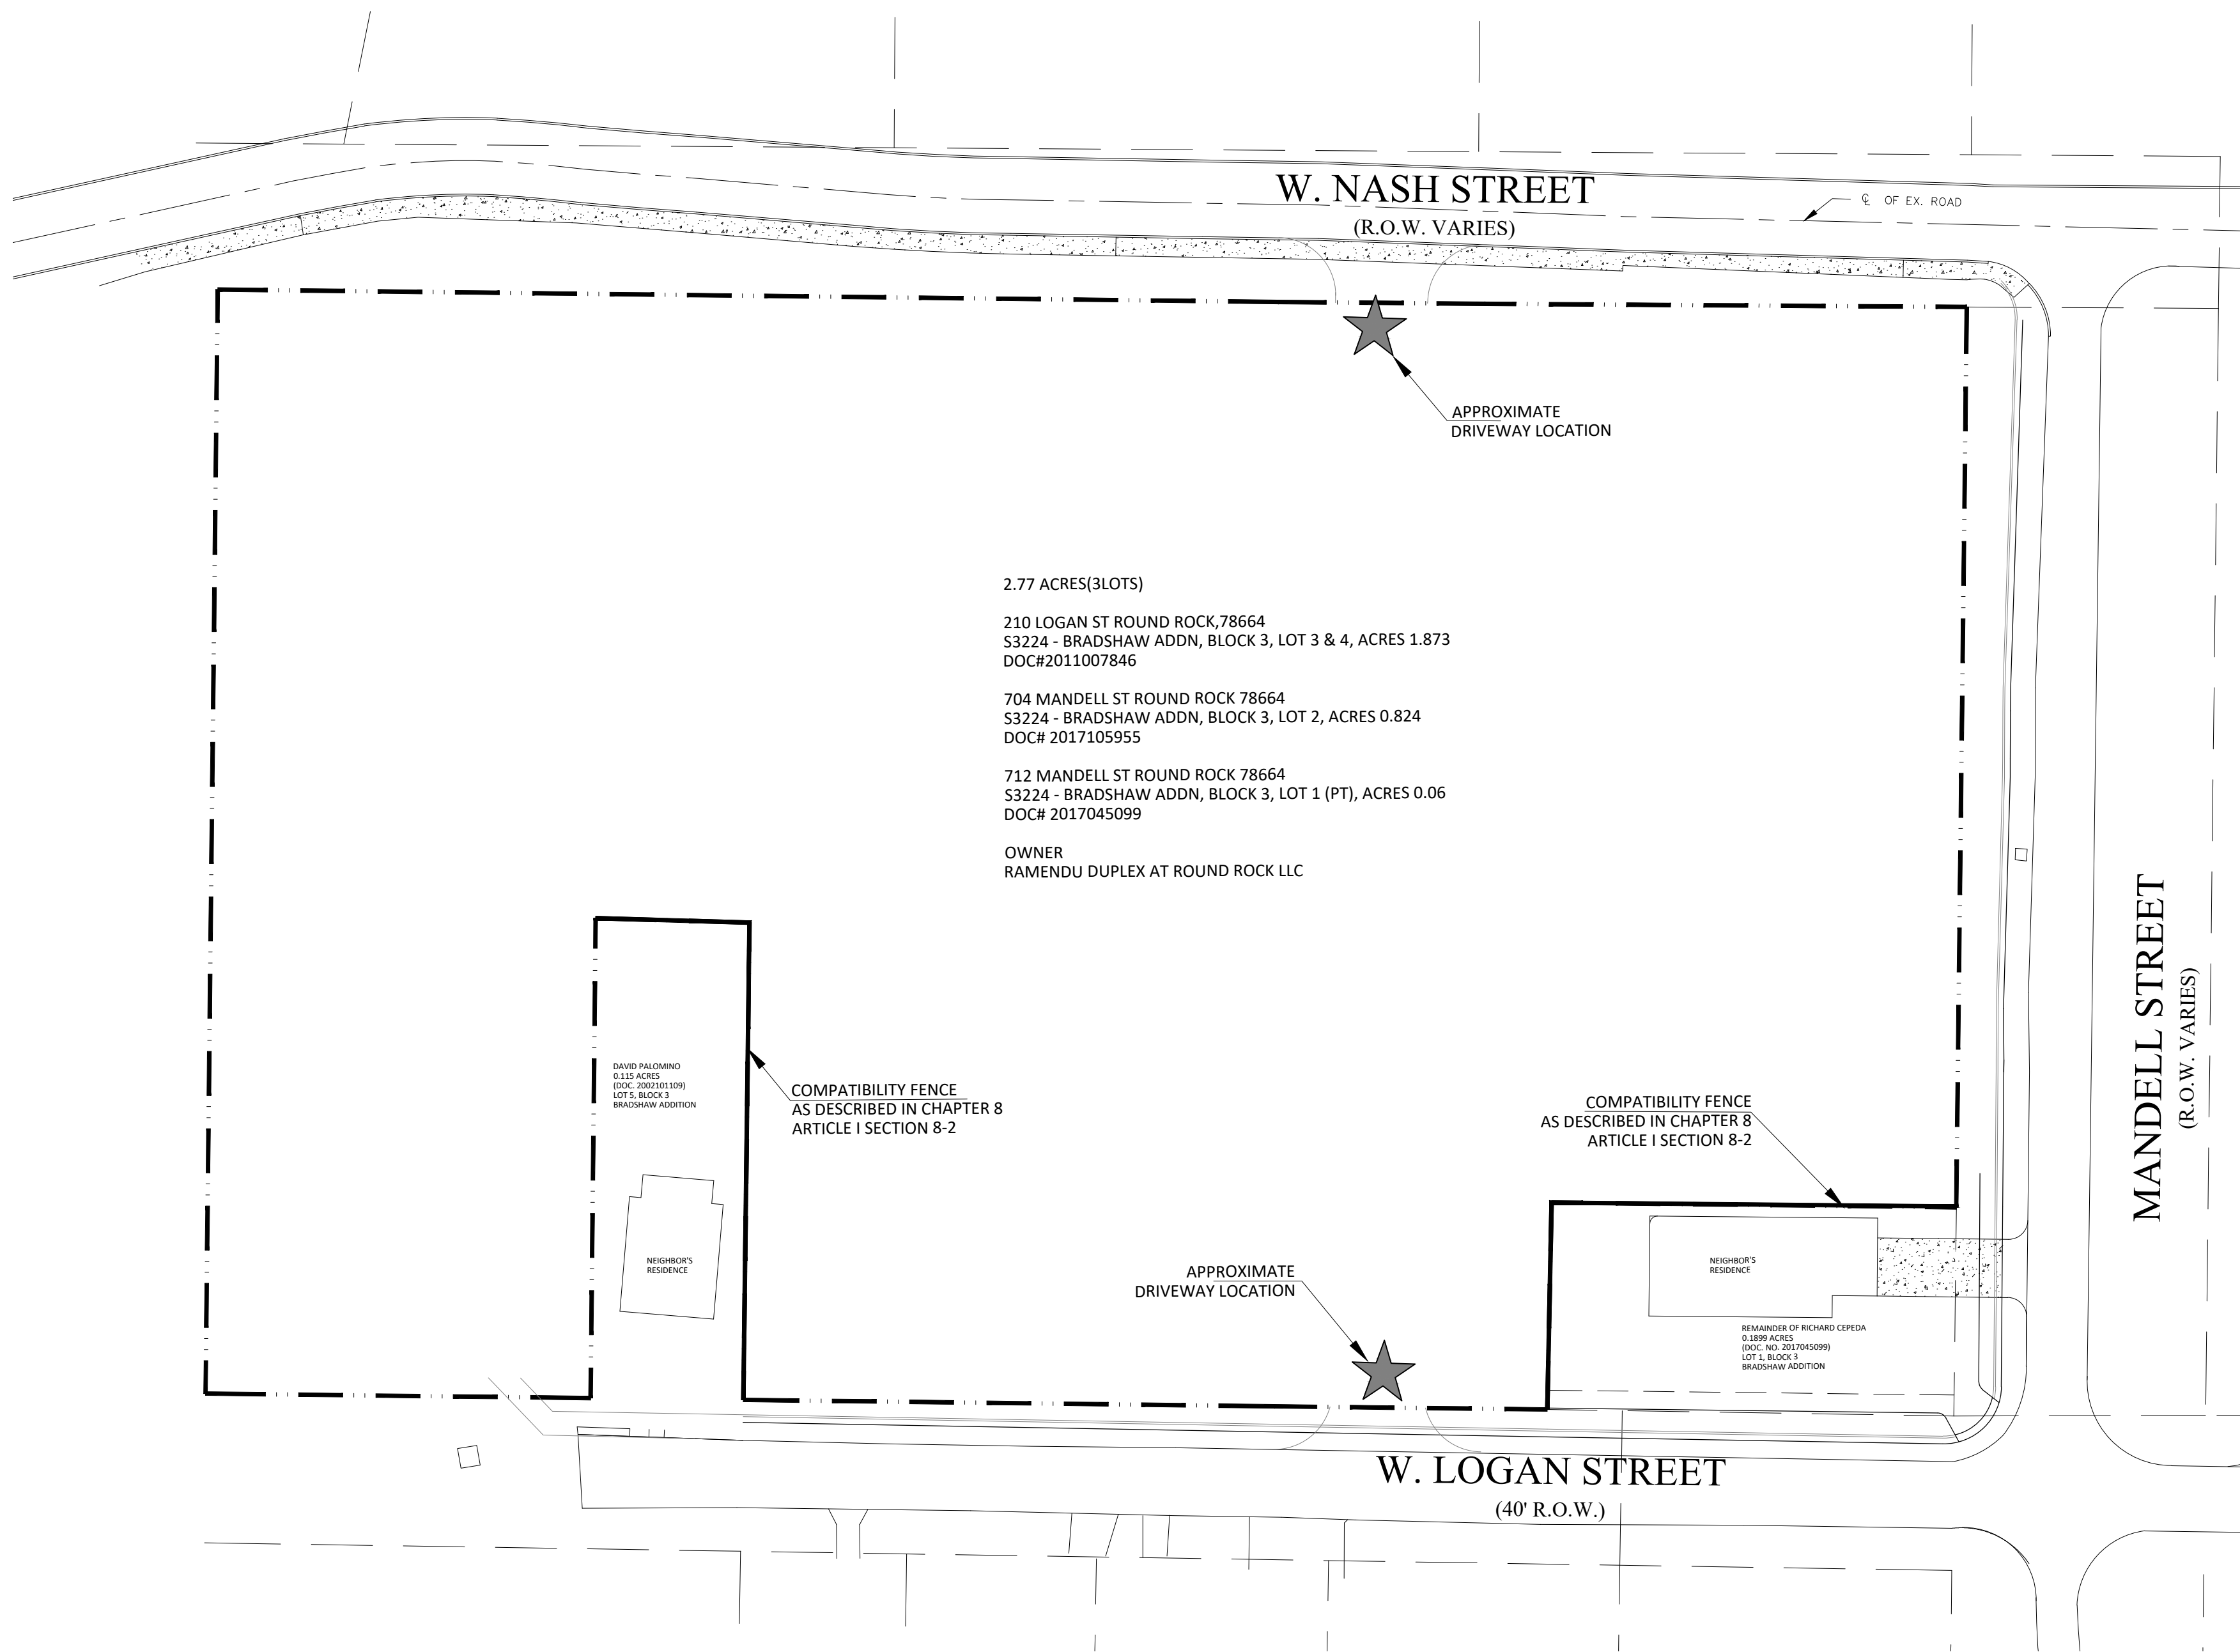 W. NASH STREET
(R.O.W. VARIES)
℄ OF EX. ROAD
APPROXIMATE
DRIVEWAY LOCATION
2.77 ACRES(3LOTS)
210 LOGAN ST ROUND ROCK,78664
S3224 - BRADSHAW ADDN, BLOCK 3, LOT 3 & 4, ACRES 1.873
DOC#2011007846
704 MANDELL ST ROUND ROCK 78664
S3224 - BRADSHAW ADDN, BLOCK 3, LOT 2, ACRES 0.824
DOC# 2017105955
712 MANDELL ST ROUND ROCK 78664
S3224 - BRADSHAW ADDN, BLOCK 3, LOT 1 (PT), ACRES 0.06
DOC# 2017045099
OWNER
RAMENDU DUPLEX AT ROUND ROCK LLC
MANDELL STREET
(R.O.W. VARIES)
DAVID PALOMINO
0.115 ACRES
(DOC. 2002101109)
LOT 5, BLOCK 3
BRADSHAW ADDITION
COMPATIBILITY FENCE
AS DESCRIBED IN CHAPTER 8
ARTICLE I SECTION 8-2
COMPATIBILITY FENCE
AS DESCRIBED IN CHAPTER 8
ARTICLE I SECTION 8-2
NEIGHBOR'S
RESIDENCE
APPROXIMATE
DRIVEWAY LOCATION
NEIGHBOR'S
RESIDENCE
REMAINDER OF RICHARD CEPEDA
0.1899 ACRES
(DOC. NO. 2017045099)
LOT 1, BLOCK 3
BRADSHAW ADDITION
W. LOGAN STREET
(40' R.O.W.)